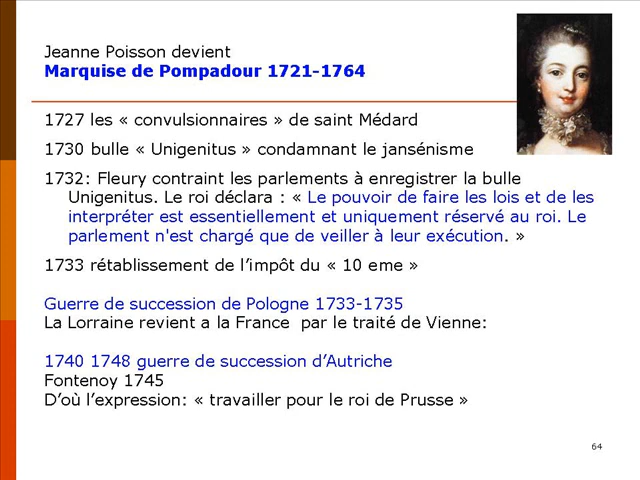 Jeanne Poisson devient
Marquise de Pompadour 1721-1764
1727 les « convulsionnaires » de saint Médard
1730 bulle « Unigenitus » condamnant le jansénisme
1732: Fleury contraint les parlements à enregistrer la bulle
Unigenitus. Le roi déclara : « Le pouvoir de faire les lois et de les
interpréter est essentiellement et uniquement réservé au roi. Le
parlement n'est chargé que de veiller à leur exécution. »
1733 rétablissement de l’impôt du « 10 eme »
Guerre de succession de Pologne 1733-1735
La Lorraine revient a la France  par le traité de Vienne:
1740 1748 guerre de succession d’Autriche
Fontenoy 1745
D’où l’expression: « travailler pour le roi de Prusse »
64